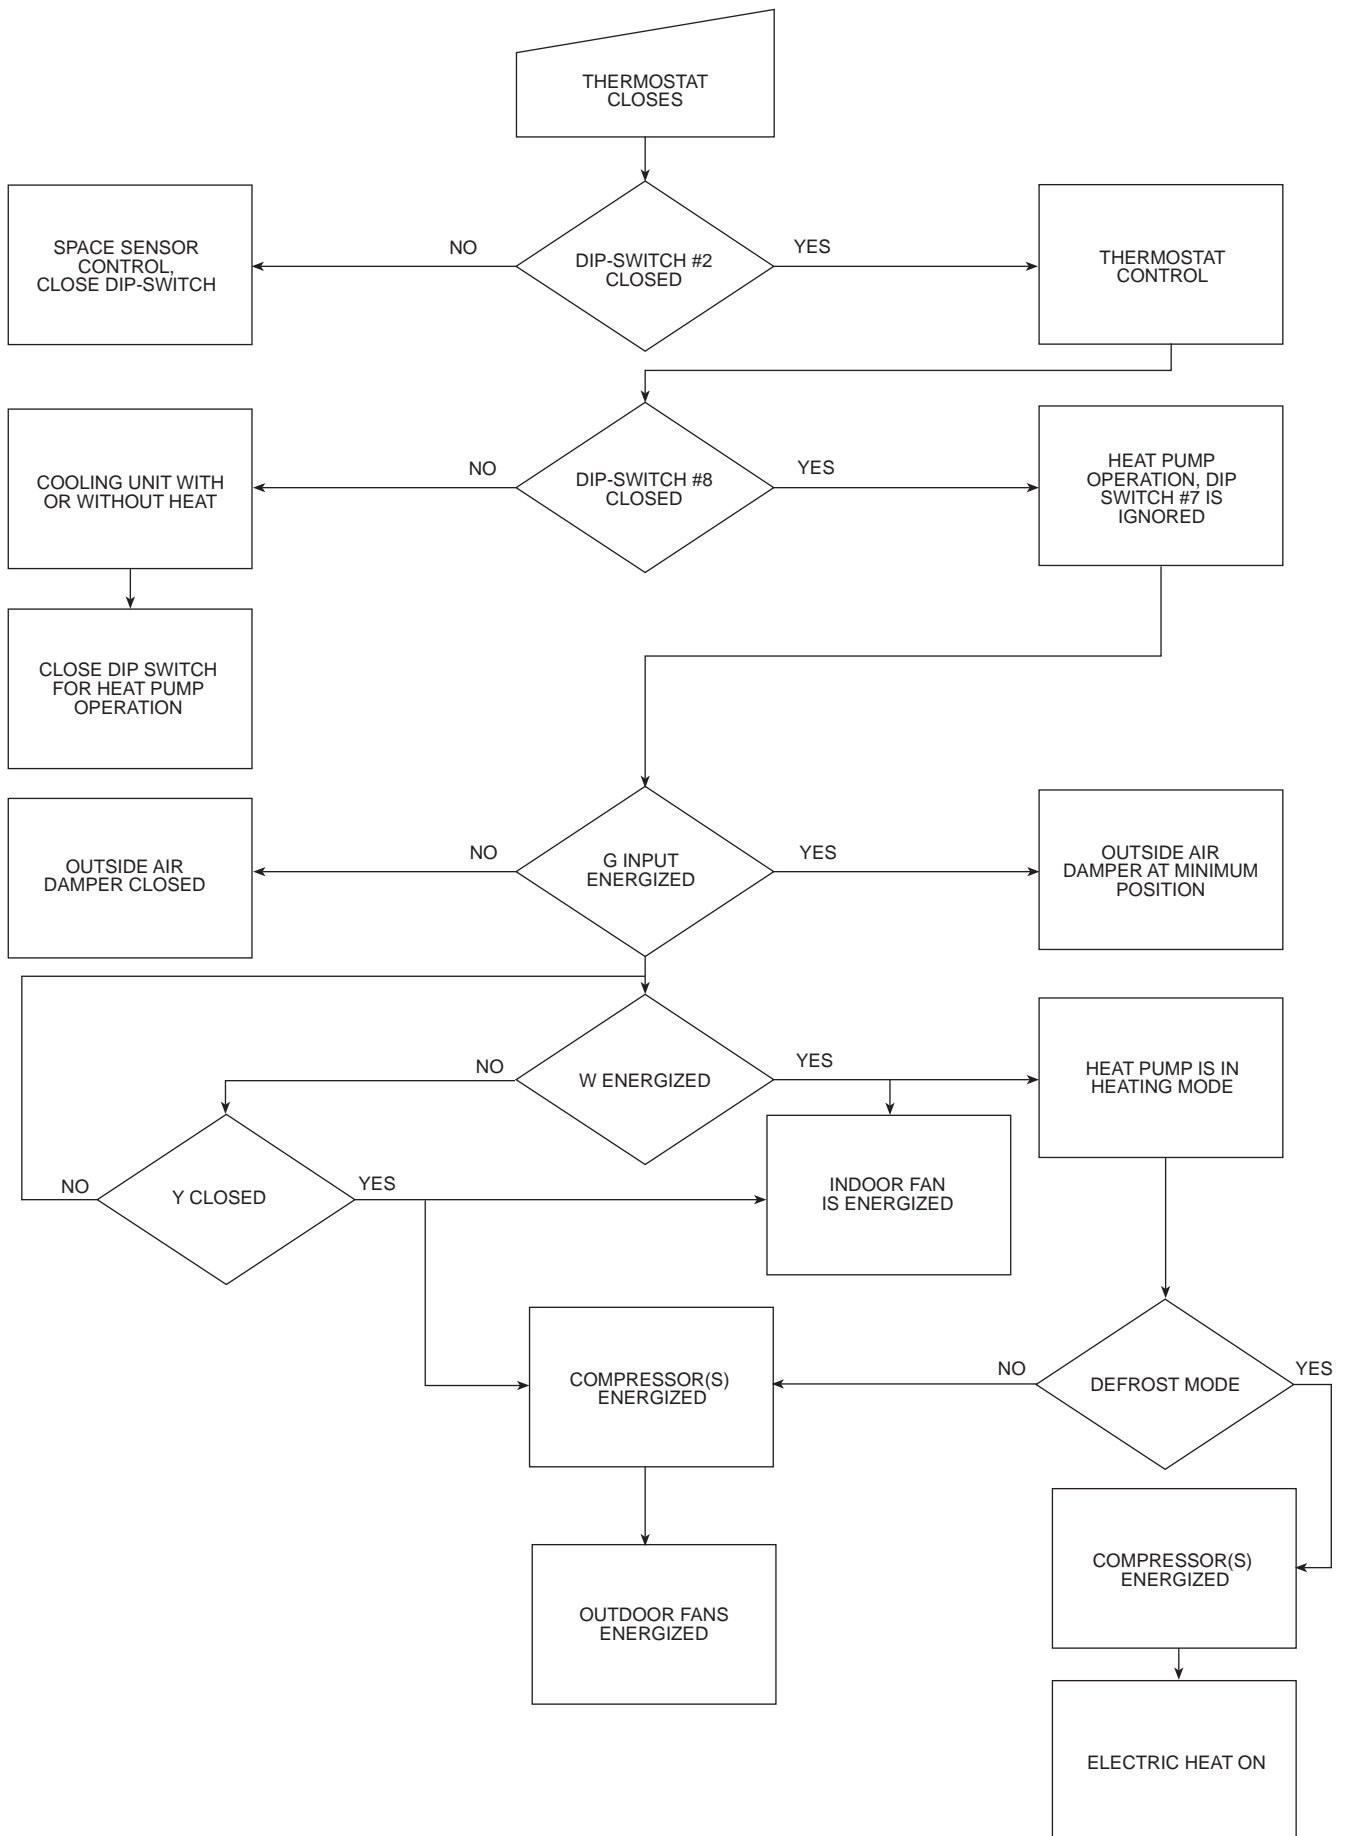 THERMOSTAT
CLOSES
SPACE SENSOR
CONTROL,
CLOSE DIP-SWITCH
NO
DIP-SWITCH #2
CLOSED
YES
THERMOSTAT
CONTROL
COOLING UNIT WITH
OR WITHOUT HEAT
NO
DIP-SWITCH #8
CLOSED
YES
HEAT PUMP
OPERATION, DIP
SWITCH #7 IS
IGNORED
CLOSE DIP SWITCH
FOR HEAT PUMP
OPERATION
OUTSIDE AIR
DAMPER CLOSED
NO
G INPUT
ENERGIZED
YES
OUTSIDE AIR
DAMPER AT MINIMUM
POSITION
NO
W ENERGIZED
YES
HEAT PUMP IS IN
HEATING MODE
NO
Y CLOSED
YES
INDOOR FAN
IS ENERGIZED
COMPRESSOR(S)
ENERGIZED
NO
DEFROST MODE
YES
COMPRESSOR(S)
ENERGIZED
OUTDOOR FANS
ENERGIZED
ELECTRIC HEAT ON